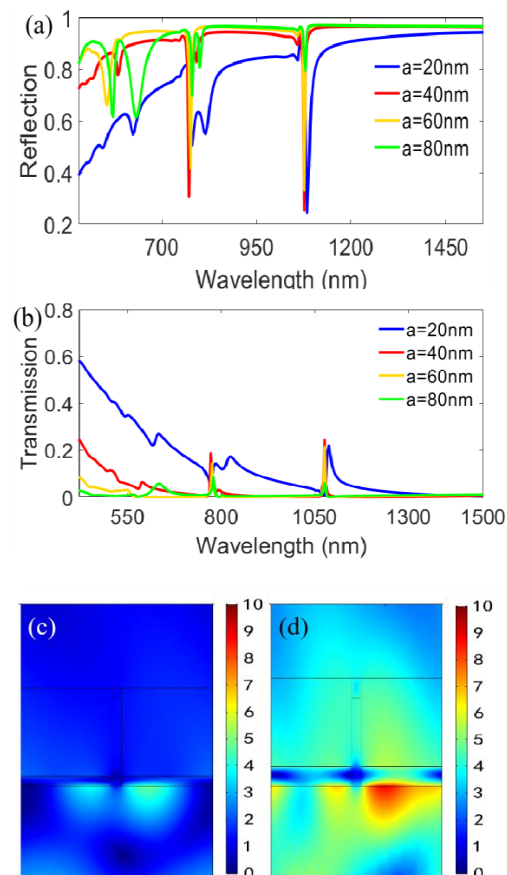 (a)
1
0.8
0.6
0.4
0.2
Reflection
a=20nm
a=40nm
a=60nm
a=80nm
700 950 1200 1450
Wavelength (nm)
(b)
0.8
0.6
0.4
0.2
0
Transmission
a=20nm
a=40nm
a=60nm
a=80nm
550 800 1050 1300 1500
Wavelength (nm)
(c)
10
9
8
7
6
5
4
3
2
1
0
(d)
10
9
8
7
6
5
4
3
2
1
0